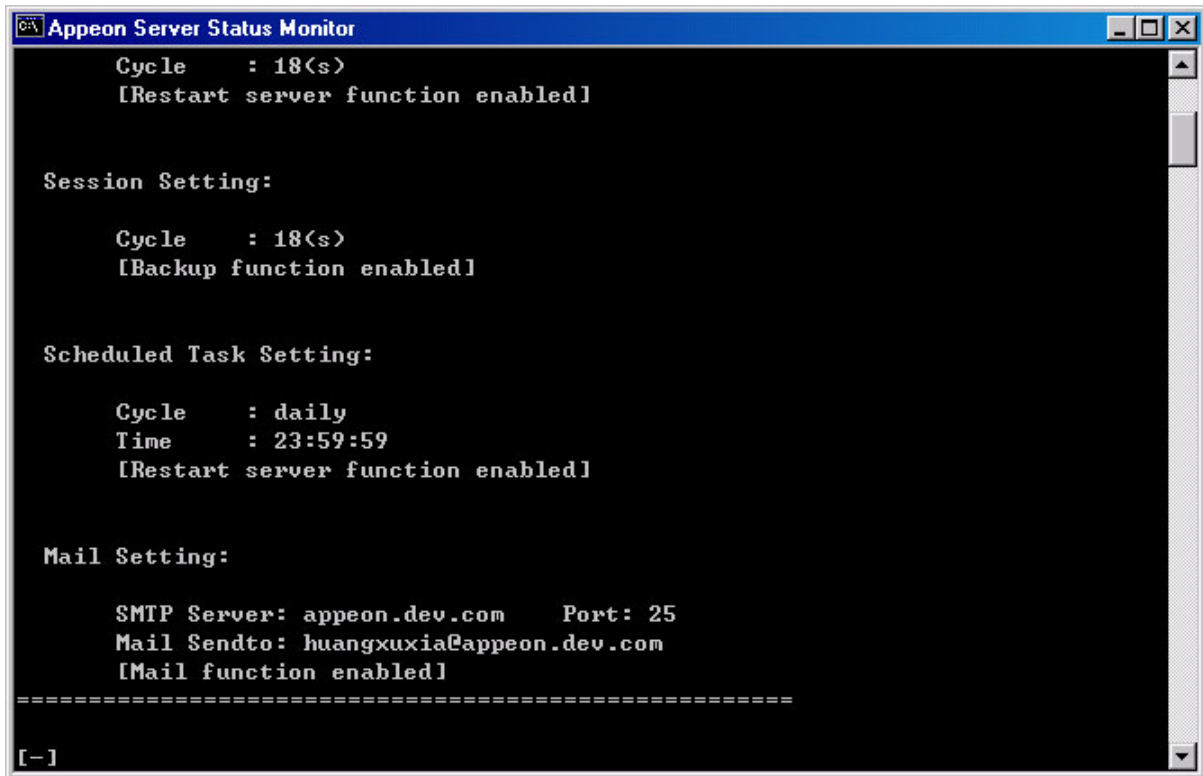 Appeon Server Status Monitor
Cycle : 18(s)
[Restart server function enabled]
Session Setting:
Cycle : 18(s)
[Backup function enabled]
Scheduled Task Setting:
Cycle : daily
Time : 23:59:59
[Restart server function enabled]
Mail Setting:
SMTP Server: appeon.dev.com Port: 25
Mail Sendto: huangxuxia@appeon.dev.com
[Mail function enabled]
======================================================
[-]